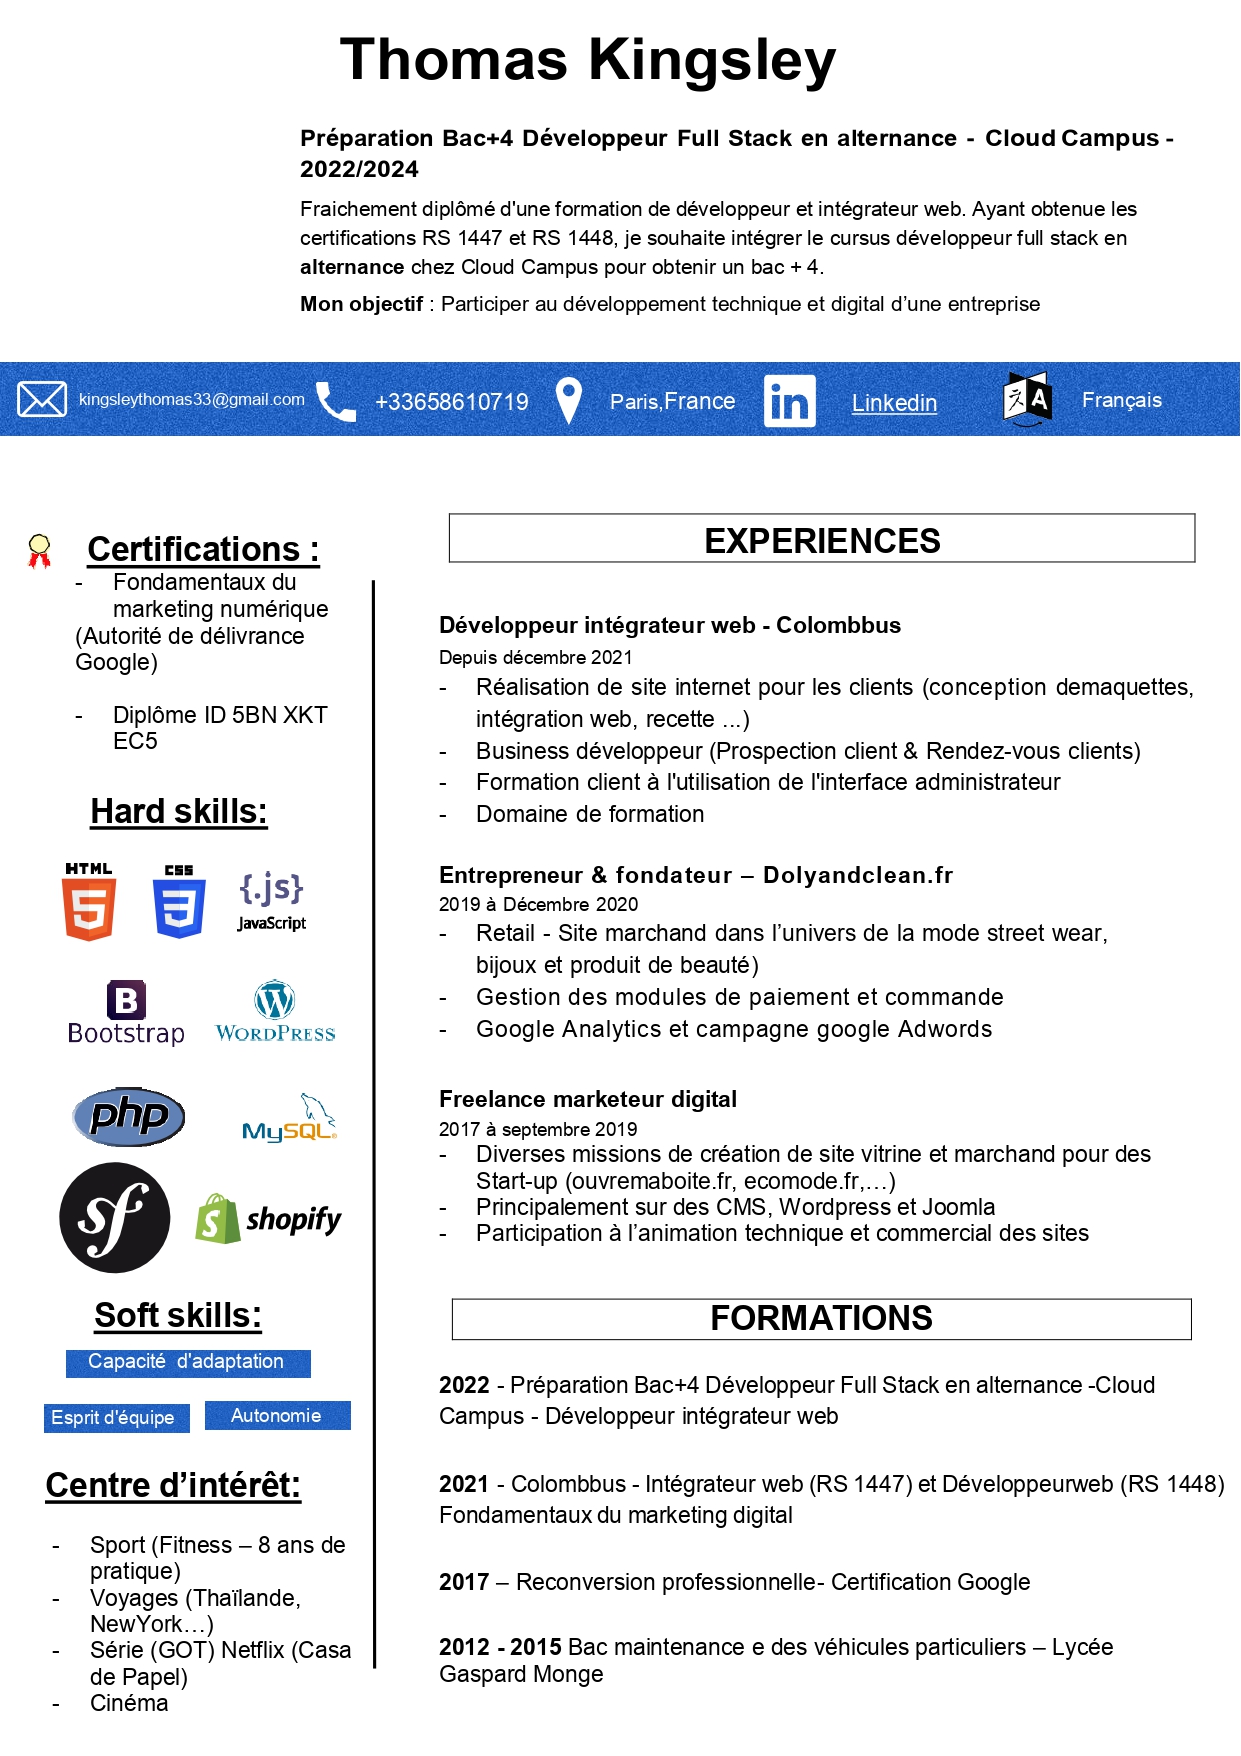 Thomas Kingsley
Préparation Bac+4 Développeur Full Stack en alternance - Cloud Campus -
2022/2024
Fraichement diplômé d'une formation de développeur et intégrateur web. Ayant obtenue les
certifications RS 1447 et RS 1448, je souhaite intégrer le cursus développeur full stack en
alternance chez Cloud Campus pour obtenir un bac + 4.
Mon objectif : Participer au développement technique et digital d’une entreprise
kingsleythomas33@gmail.com
+33658610719
Paris,France
in
Linkedin
A
Français
Certifications :
- Fondamentaux du
marketing numérique
(Autorité de délivrance
Google)
- Diplôme ID 5BN XKT
EC5
Hard skills:
HTML
5
CSS
3
{.js}
JavaScript
B
Bootstrap
W
WORDPRESS
php
MySQL®
sf
S
shopify
Soft skills:
Capacité d'adaptation
Esprit d'équipe
Autonomie
Centre d’intérêt:
- Sport (Fitness – 8 ans de
pratique)
- Voyages (Thaïlande,
NewYork…)
- Série (GOT) Netflix (Casa
de Papel)
- Cinéma
EXPERIENCES
Développeur intégrateur web - Colombbus
Depuis décembre 2021
- Réalisation de site internet pour les clients (conception demaquettes,
intégration web, recette ...)
- Business développeur (Prospection client & Rendez-vous clients)
- Formation client à l'utilisation de l'interface administrateur
- Domaine de formation
Entrepreneur & fondateur – Dolyandclean.fr
2019 à Décembre 2020
- Retail - Site marchand dans l’univers de la mode street wear,
bijoux et produit de beauté)
- Gestion des modules de paiement et commande
- Google Analytics et campagne google Adwords
Freelance marketeur digital
2017 à septembre 2019
- Diverses missions de création de site vitrine et marchand pour des
Start-up (ouvremaboite.fr, ecomode.fr,…)
- Principalement sur des CMS, Wordpress et Joomla
- Participation à l’animation technique et commercial des sites
FORMATIONS
2022 - Préparation Bac+4 Développeur Full Stack en alternance -Cloud
Campus - Développeur intégrateur web
2021 - Colombbus - Intégrateur web (RS 1447) et Développeurweb (RS 1448)
Fondamentaux du marketing digital
2017 – Reconversion professionnelle- Certification Google
2012 - 2015 Bac maintenance e des véhicules particuliers – Lycée
Gaspard Monge